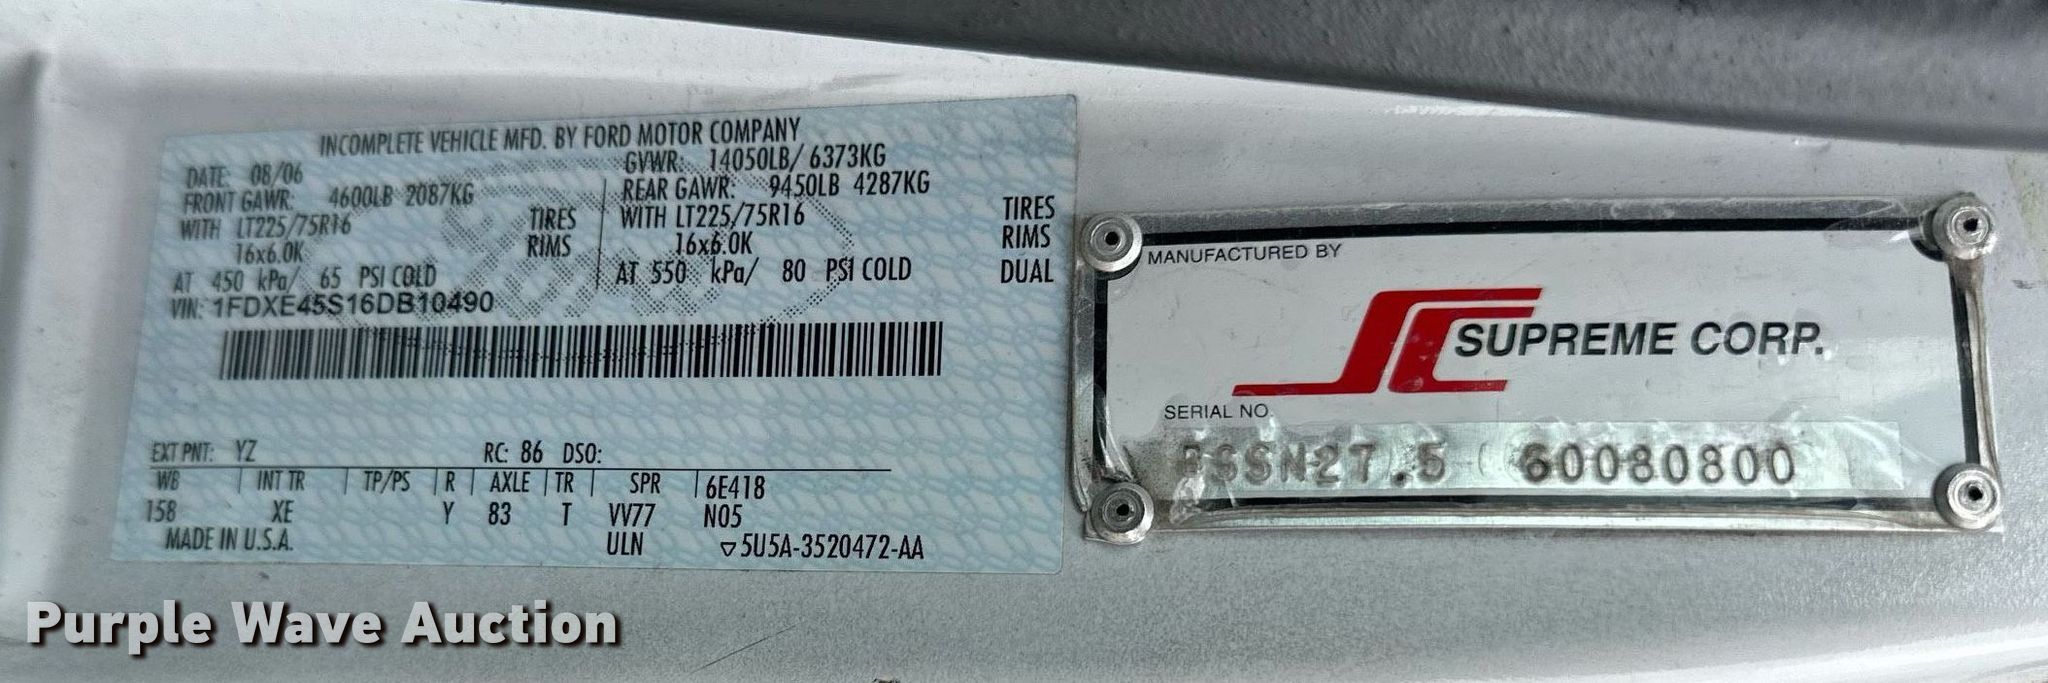 INCOMPLETE VEHICLE MFD. BY FORD MOTOR COMPANY
DATE: 08/06 GVWR: 14050LB/ 6373KG
FRONT GAWR: 4600LB 2087KG REAR GAWR: 9450LB 4287KG
WITH LT225/75R16 TIRES WITH LT225/75R16 TIRES
16x6.0K RIMS 16x6.0K RIMS
AT 450 kPa/ 65 PSI COLD AT 550 kPa/ 80 PSI COLD DUAL
VIN: 1FDXE45S16DB10490
EXT PNT: YZ RC: 86 DSO:
WB INT TR TP/PS R AXLE TR SPR 6E418
158 XE Y 83 T VV77 N05
MADE IN U.S.A. ULN ▽5U5A-3520472-AA
MANUFACTURED BY
SC SUPREME CORP.
SERIAL NO.
60080800
Purple Wave Auction